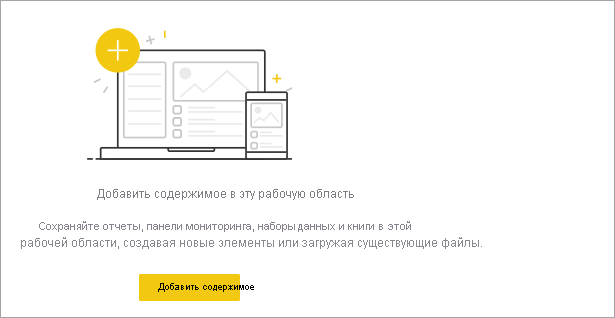 Добавить содержимое в эту рабочую область
Сохраняйте отчеты, панели мониторинга, наборы данных и книги в этой
рабочей области, создавая новые элементы или загружая существующие файлы.
Добавить содержимое